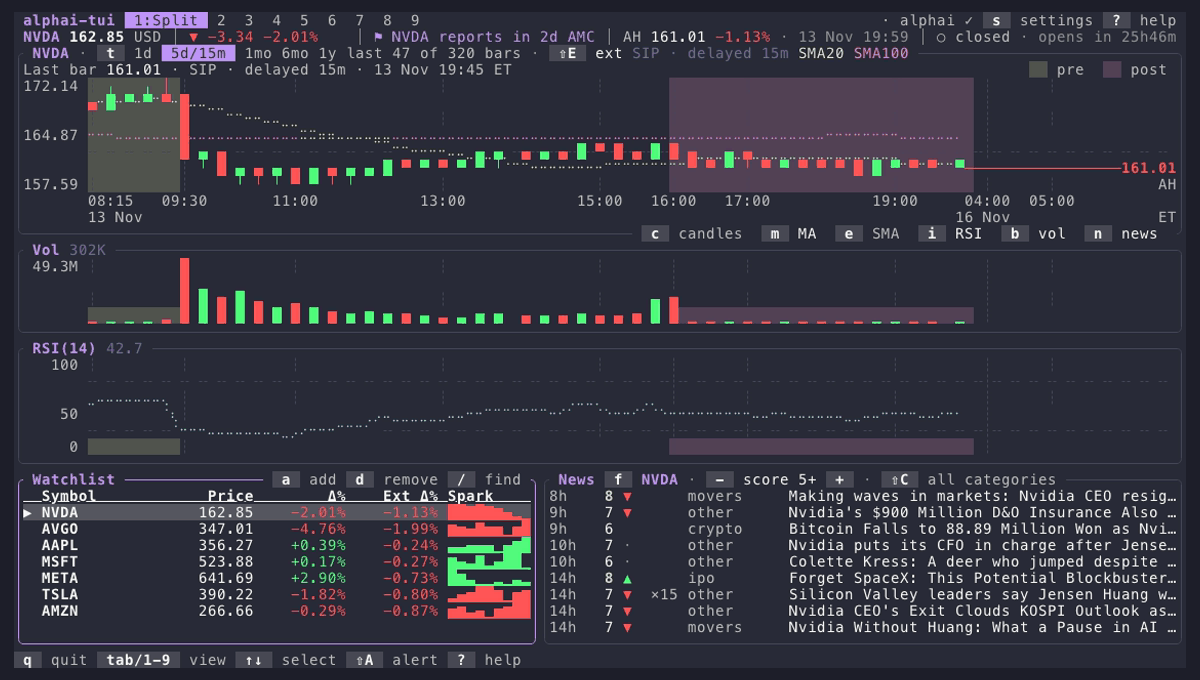 alphai-tui 1:Split 2 3 4 5 6 7 8 9 · alphai ✓ s settings ? help
NVDA 162.85 USD │ ▼ −3.34 −2.01% │ ⚑ NVDA reports in 2d AMC │ AH 161.01 −1.13% · 13 Nov 19:59 │ ○ closed · opens in 25h46m
NVDA · t 1d 5d/15m 1mo 6mo 1y last 47 of 320 bars · ⇧E ext SIP · delayed 15m SMA20 SMA100
Last bar 161.01 · SIP · delayed 15m · 13 Nov 19:45 ET pre post
172.14
164.87
161.01
157.59 AH
08:15 09:30 11:00 13:00 15:00 16:00 17:00 19:00 04:00 05:00
13 Nov 16 Nov ET
c candles m MA e SMA i RSI b vol n news
Vol 302K
49.3M
RSI(14) 42.7
100
50
0
Watchlist a add d remove / find
Symbol Price Δ% Ext Δ% Spark
▶ NVDA 162.85 −2.01% −1.13%
AVGO 347.01 −4.76% −1.99%
AAPL 356.27 +0.39% −0.24%
MSFT 523.88 +0.17% −0.27%
META 641.69 +2.90% −0.73%
TSLA 390.22 −1.82% −0.80%
AMZN 266.66 −0.29% −0.87%
News f NVDA · − score 5+ + · ⇧C all categories
8h 8 ▼ movers Making waves in markets: Nvidia CEO resig…
9h 7 ▼ other Nvidia's $900 Million D&O Insurance Also …
9h 6 crypto Bitcoin Falls to 88.89 Million Won as Nvi…
10h 7 · other Nvidia puts its CFO in charge after Jense…
10h 6 · other Colette Kress: A deer who jumped despite …
14h 8 ▲ ipo Forget SpaceX: This Potential Blockbuster…
14h 7 ▼ ×15 other Silicon Valley leaders say Jensen Huang w…
14h 7 ▼ other Nvidia CEO's Exit Clouds KOSPI Outlook as…
14h 7 ▼ movers Nvidia Without Huang: What a Pause in AI …
q quit tab/1-9 view ↑↓ select ⇧A alert ? help